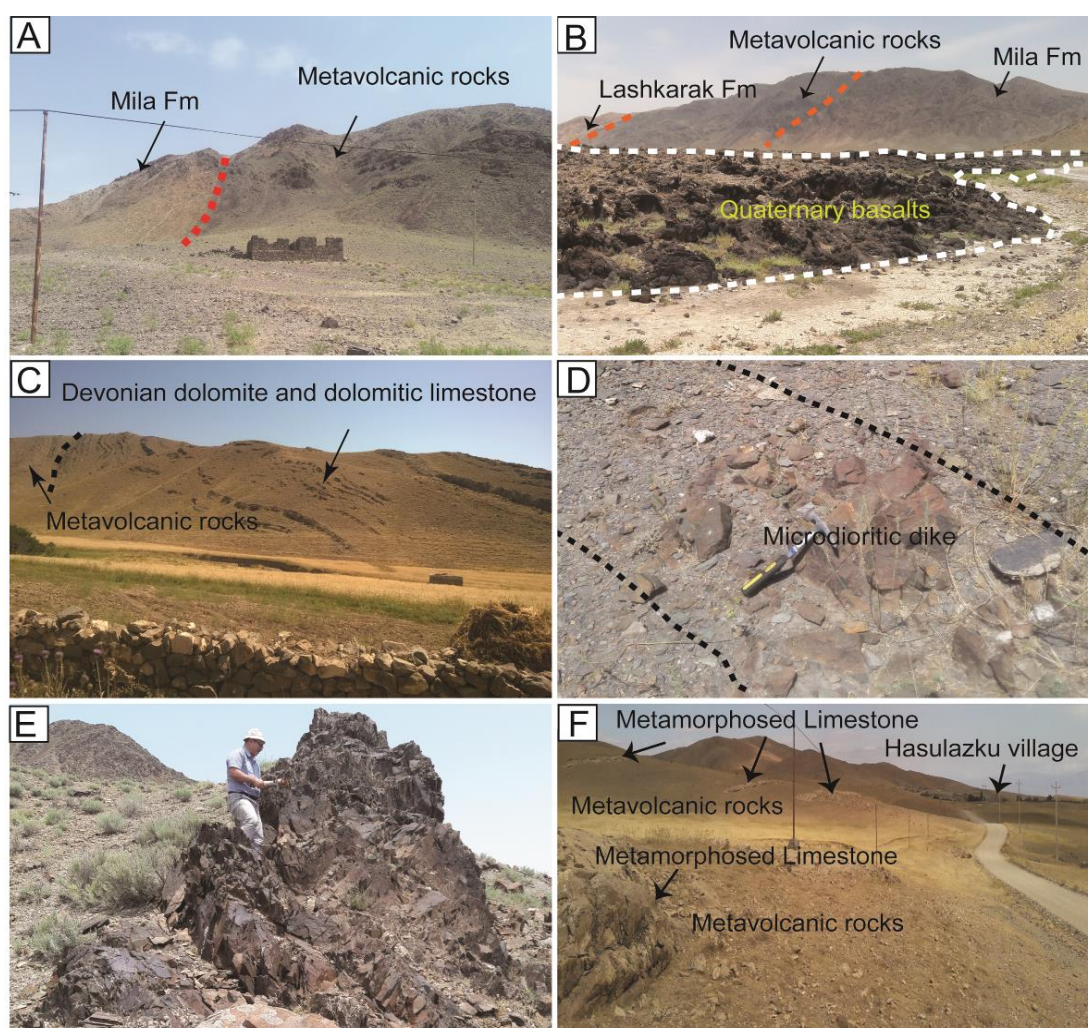 A
Metavolcanic rocks
Mila Fm
B
Metavolcanic rocks
Mila Fm
Lashkarak Fm
Quaternary basalts
C
Devonian dolomite and dolomitic limestone
Metavolcanic rocks
D
Microdioritic dike
E
F
Metamorphosed Limestone
Hasulazku village
Metavolcanic rocks
Metamorphosed Limestone
Metavolcanic rocks